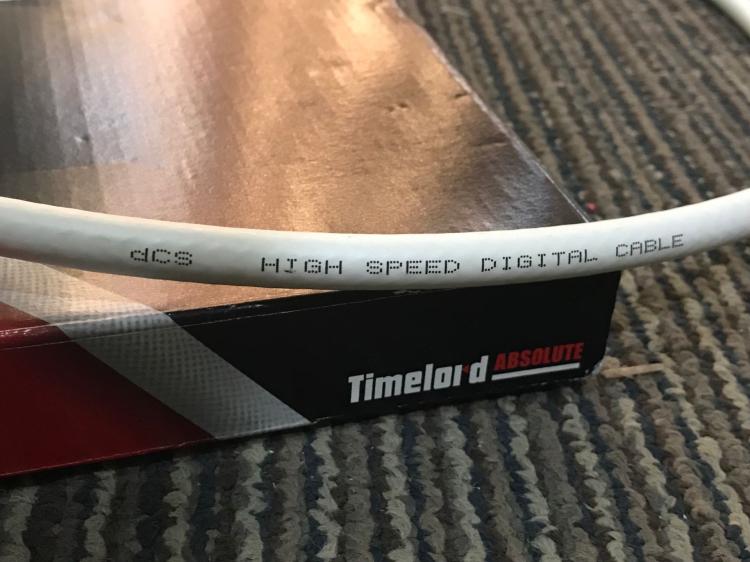 dCS HIGH SPEED DIGITAL CABLE
Timelord ABSOLUTE